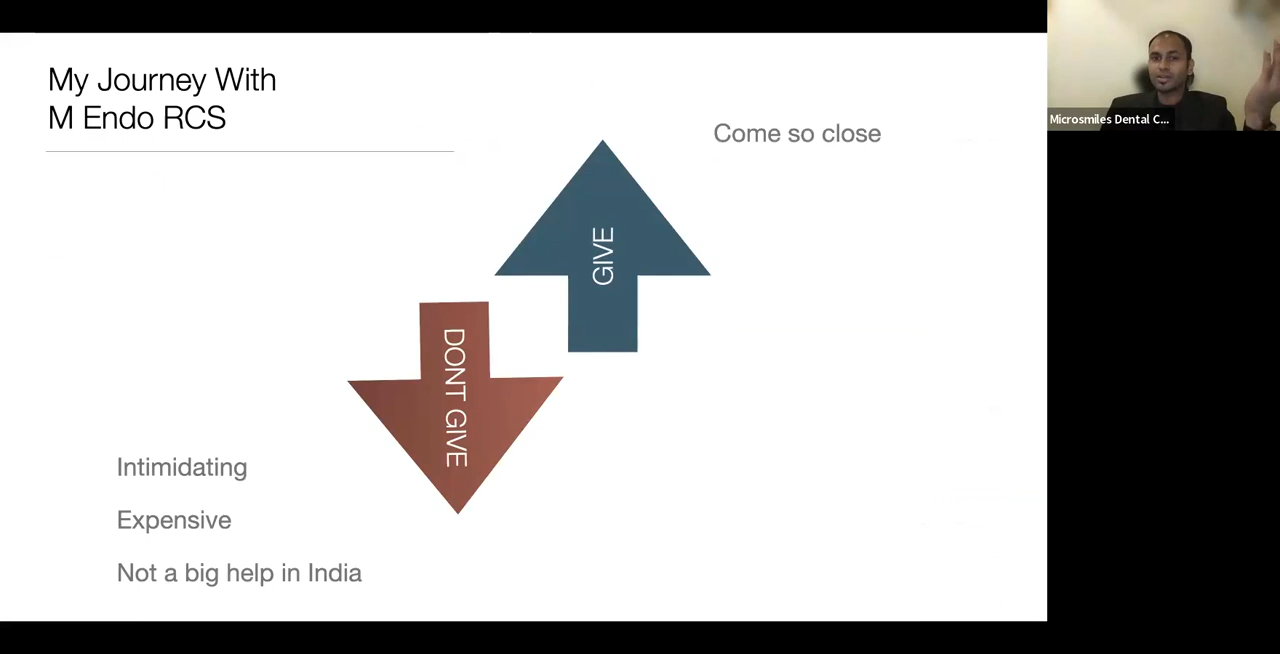 My Journey With
M Endo RCS
Come so close
GIVE
DONT GIVE
Intimidating
Expensive
Not a big help in India
Microsmiles Dental C...